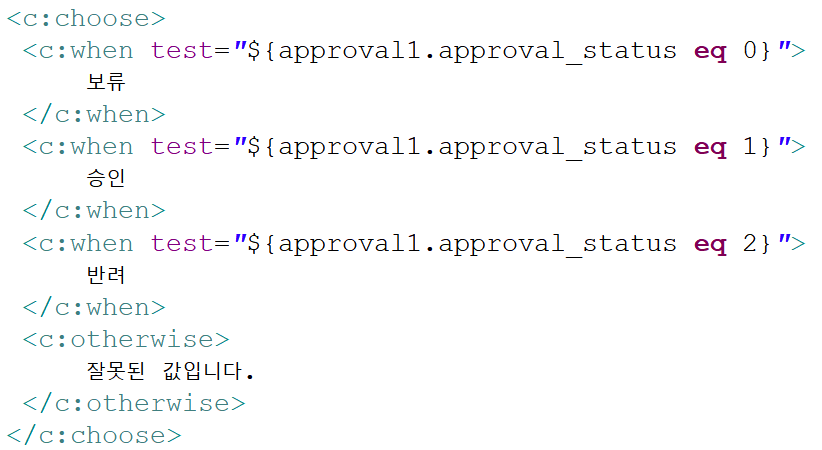 <c:choose>
<c:when test="${approval1.approval_status eq 0}">
보류
</c:when>
<c:when test="${approval1.approval_status eq 1}">
승인
</c:when>
<c:when test="${approval1.approval_status eq 2}">
반려
</c:when>
<c:otherwise>
잘못된 값입니다.
</c:otherwise>
</c:choose>